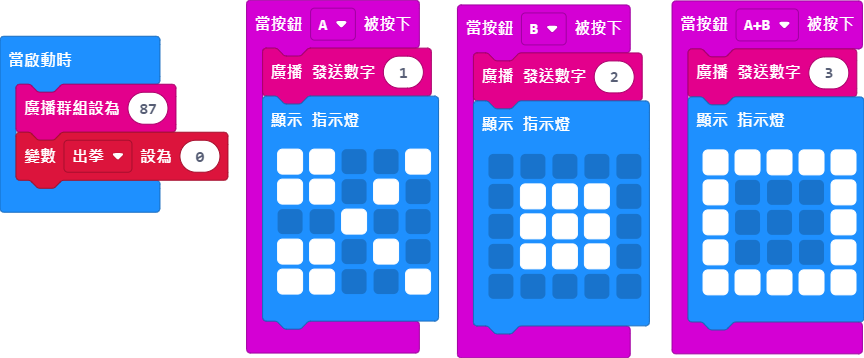 當啟動時
廣播群組設為 87
變數 出拳 設為 0
當按鈕 A 被按下
廣播 發送數字 1
顯示 指示燈
當按鈕 B 被按下
廣播 發送數字 2
顯示 指示燈
當按鈕 A+B 被按下
廣播 發送數字 3
顯示 指示燈